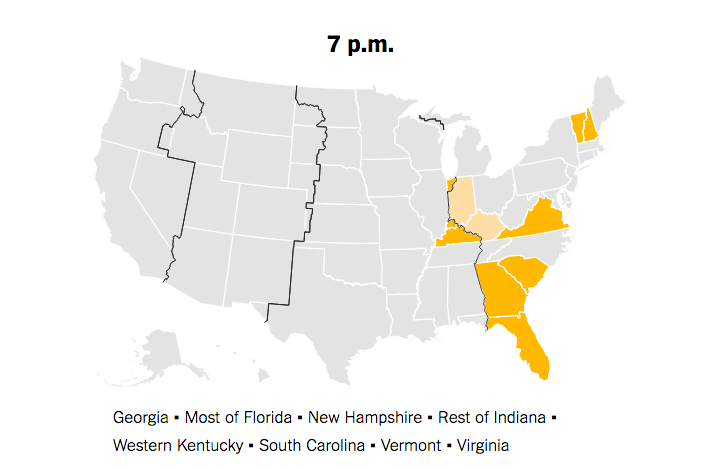 7 p.m.
Georgia ▪ Most of Florida ▪ New Hampshire ▪ Rest of Indiana ▪
Western Kentucky ▪ South Carolina ▪ Vermont ▪ Virginia